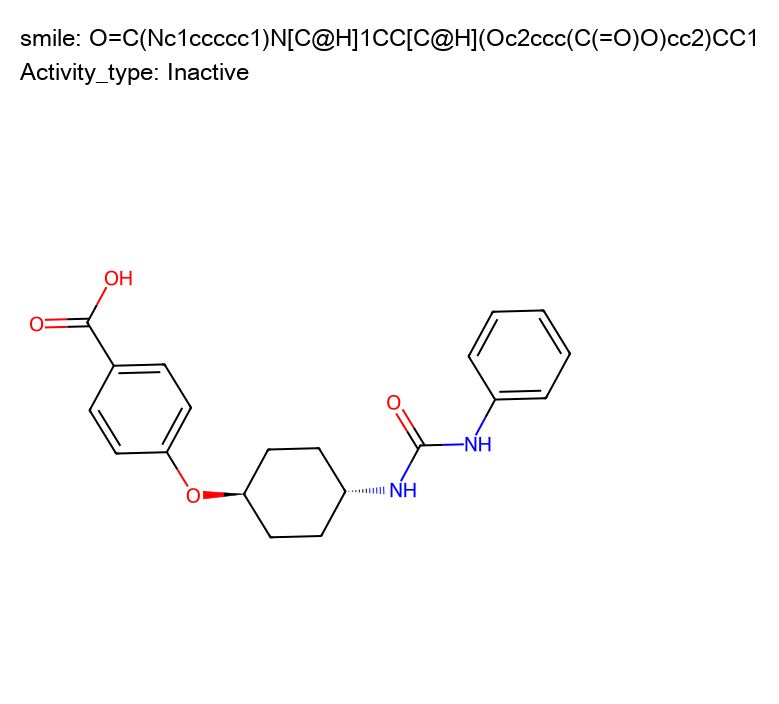 smile: O=C(Nc1ccccc1)N[C@H]1CC[C@H](Oc2ccc(C(=O)O)cc2)CC1
Activity_type: Inactive
OH
O
O
NH
NH
O